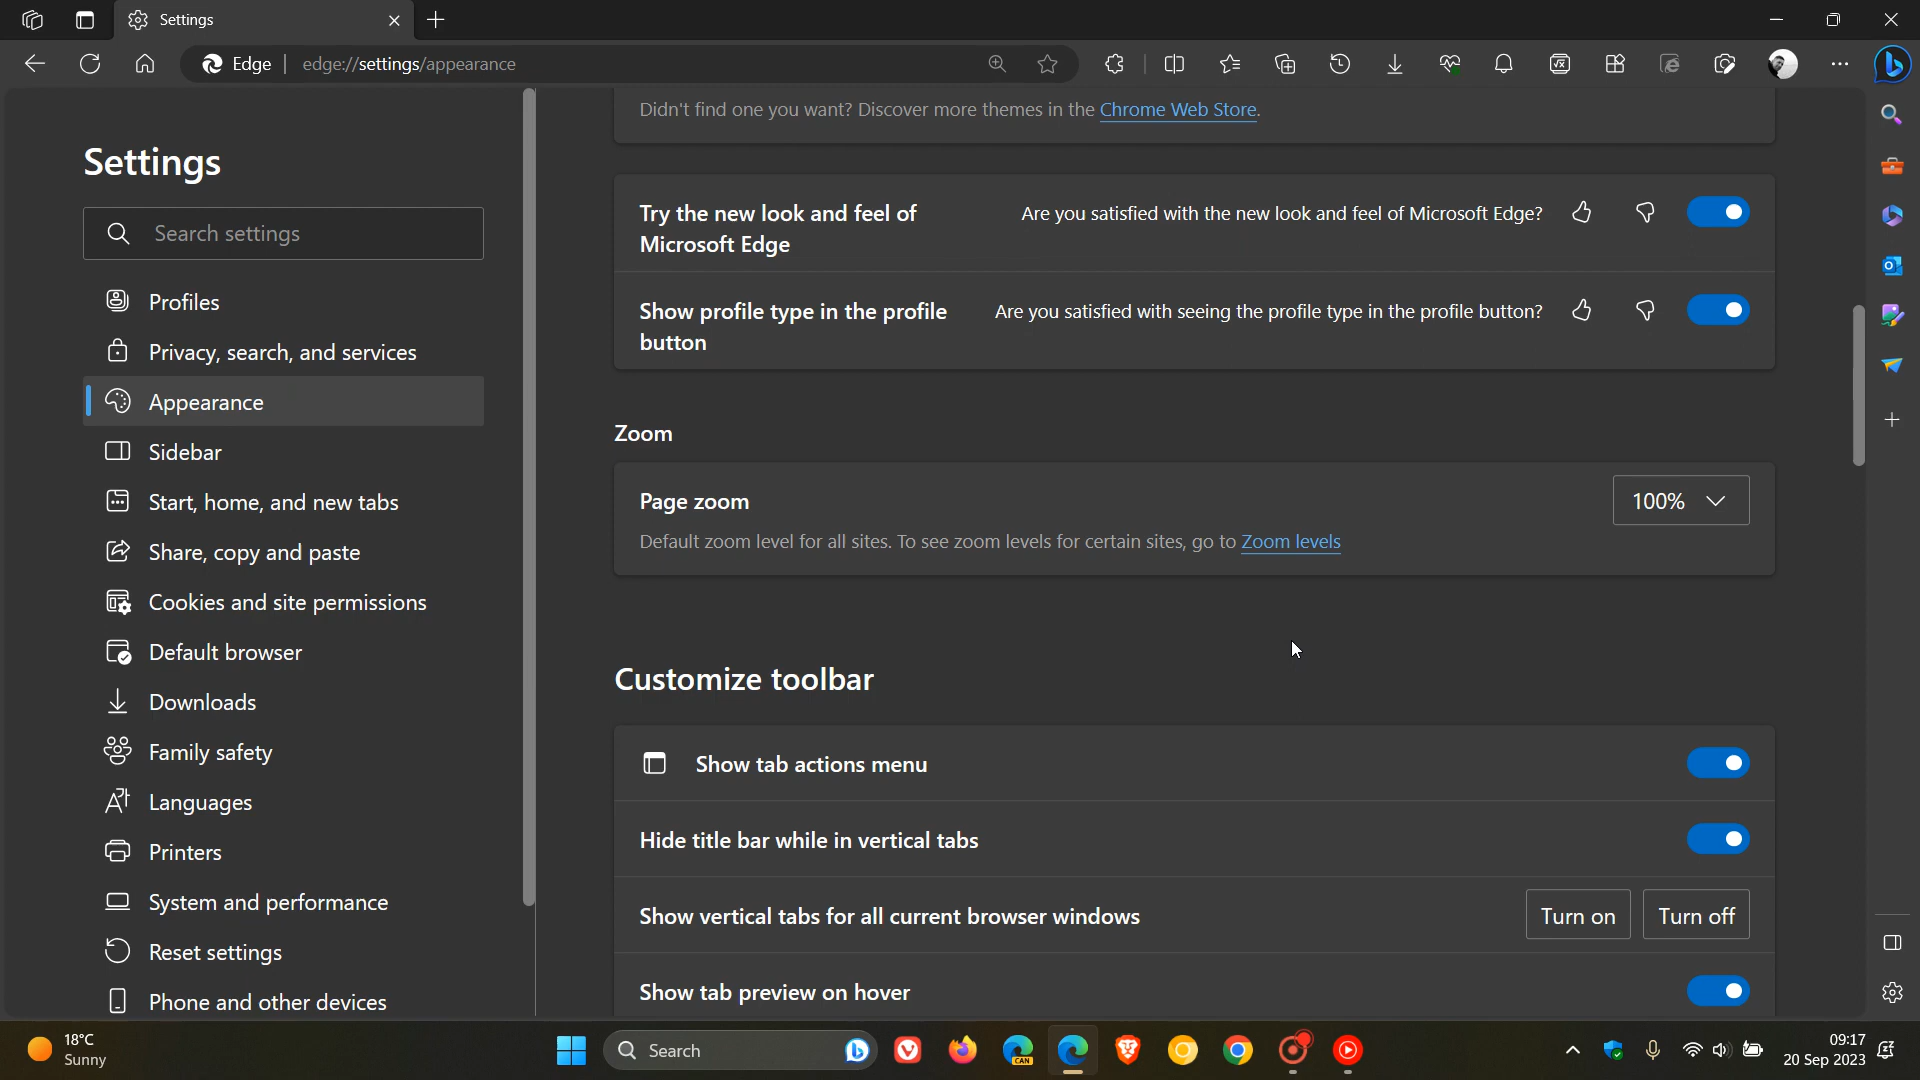 Settings
Edge
edge://settings/appearance
Settings
Search settings
Profiles
Privacy, search, and services
Appearance
Sidebar
Start, home, and new tabs
Share, copy and paste
Cookies and site permissions
Default browser
Downloads
Family safety
Languages
Printers
System and performance
Reset settings
Phone and other devices
Didn't find one you want? Discover more themes in the Chrome Web Store.
Try the new look and feel of
Microsoft Edge
Are you satisfied with the new look and feel of Microsoft Edge?
Show profile type in the profile
button
Are you satisfied with seeing the profile type in the profile button?
Zoom
Page zoom
100%
Default zoom level for all sites. To see zoom levels for certain sites, go to Zoom levels
Customize toolbar
Show tab actions menu
Hide title bar while in vertical tabs
Show vertical tabs for all current browser windows
Turn on
Turn off
Show tab preview on hover
18°C
Sunny
Search
CAN
09:17
20 Sep 2023